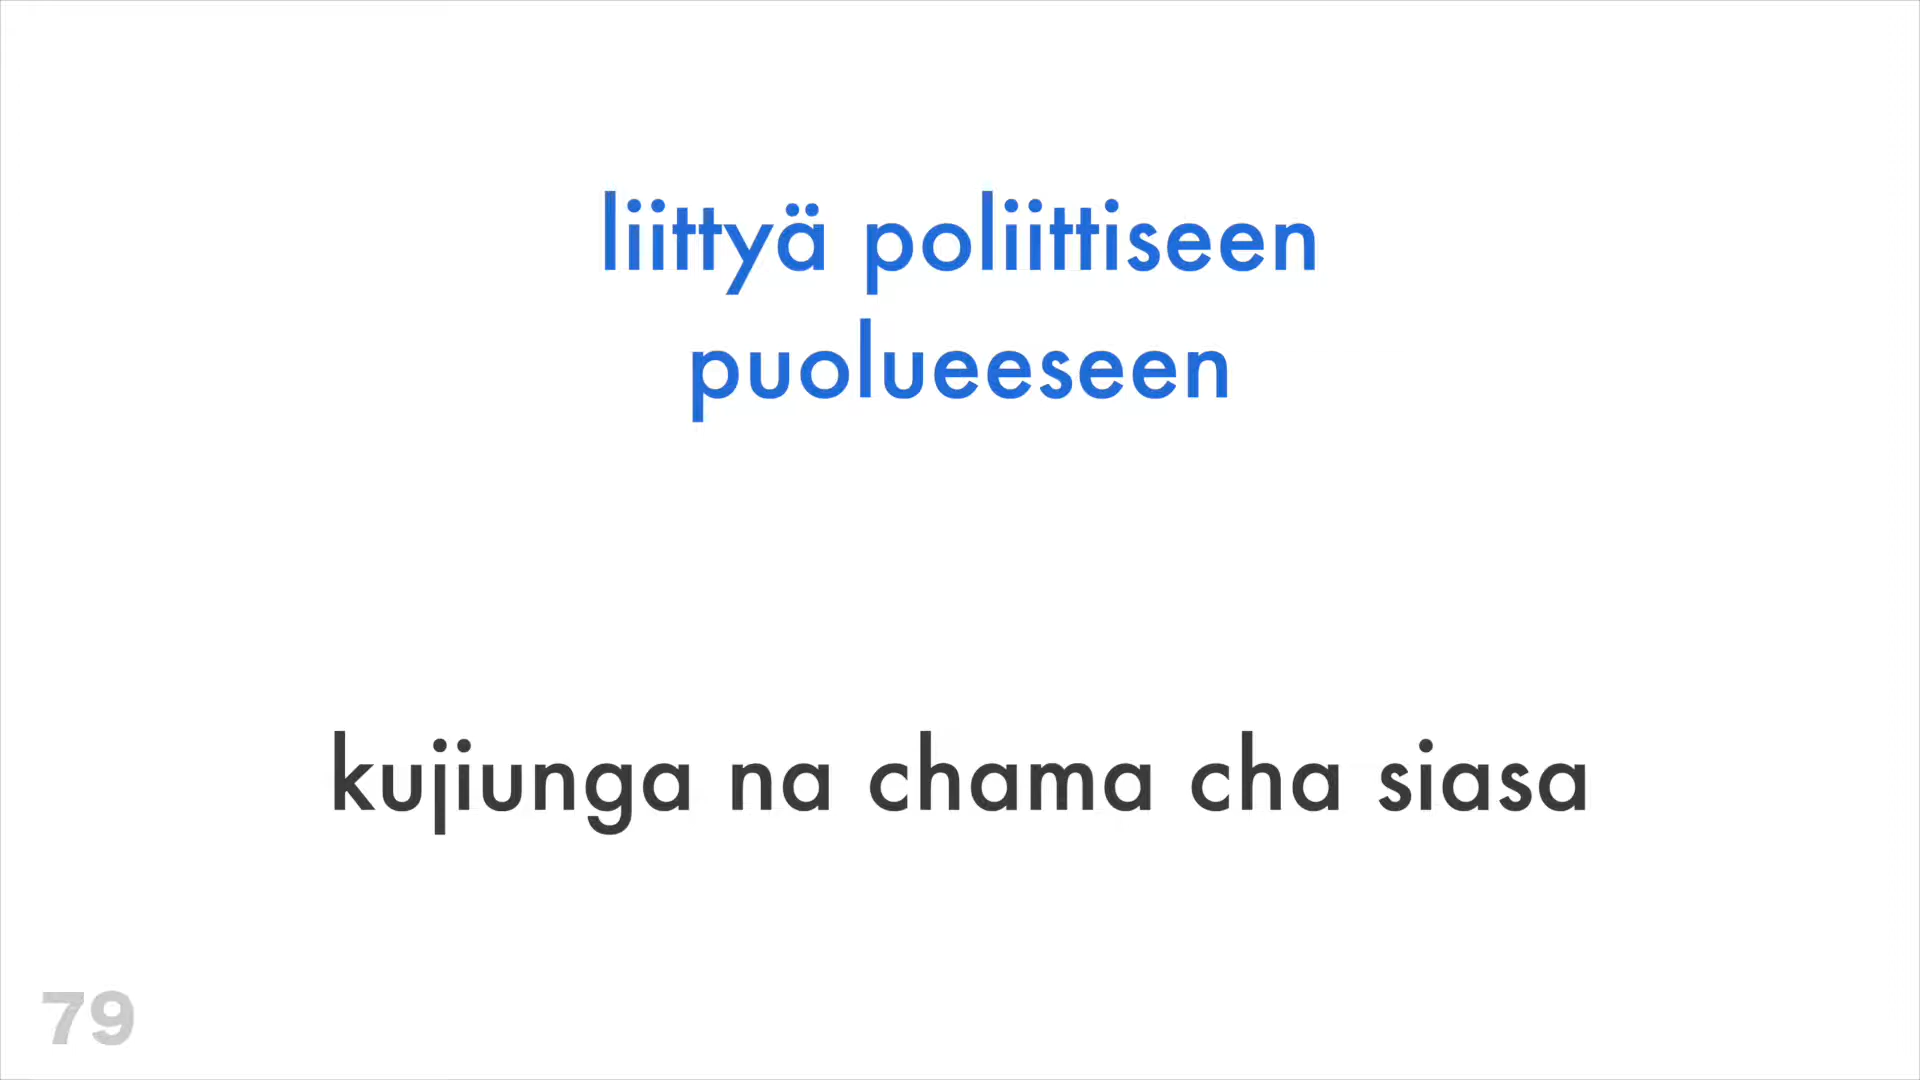 liittyä poliittiseen
puolueeseen
kujiunga na chama cha siasa
79